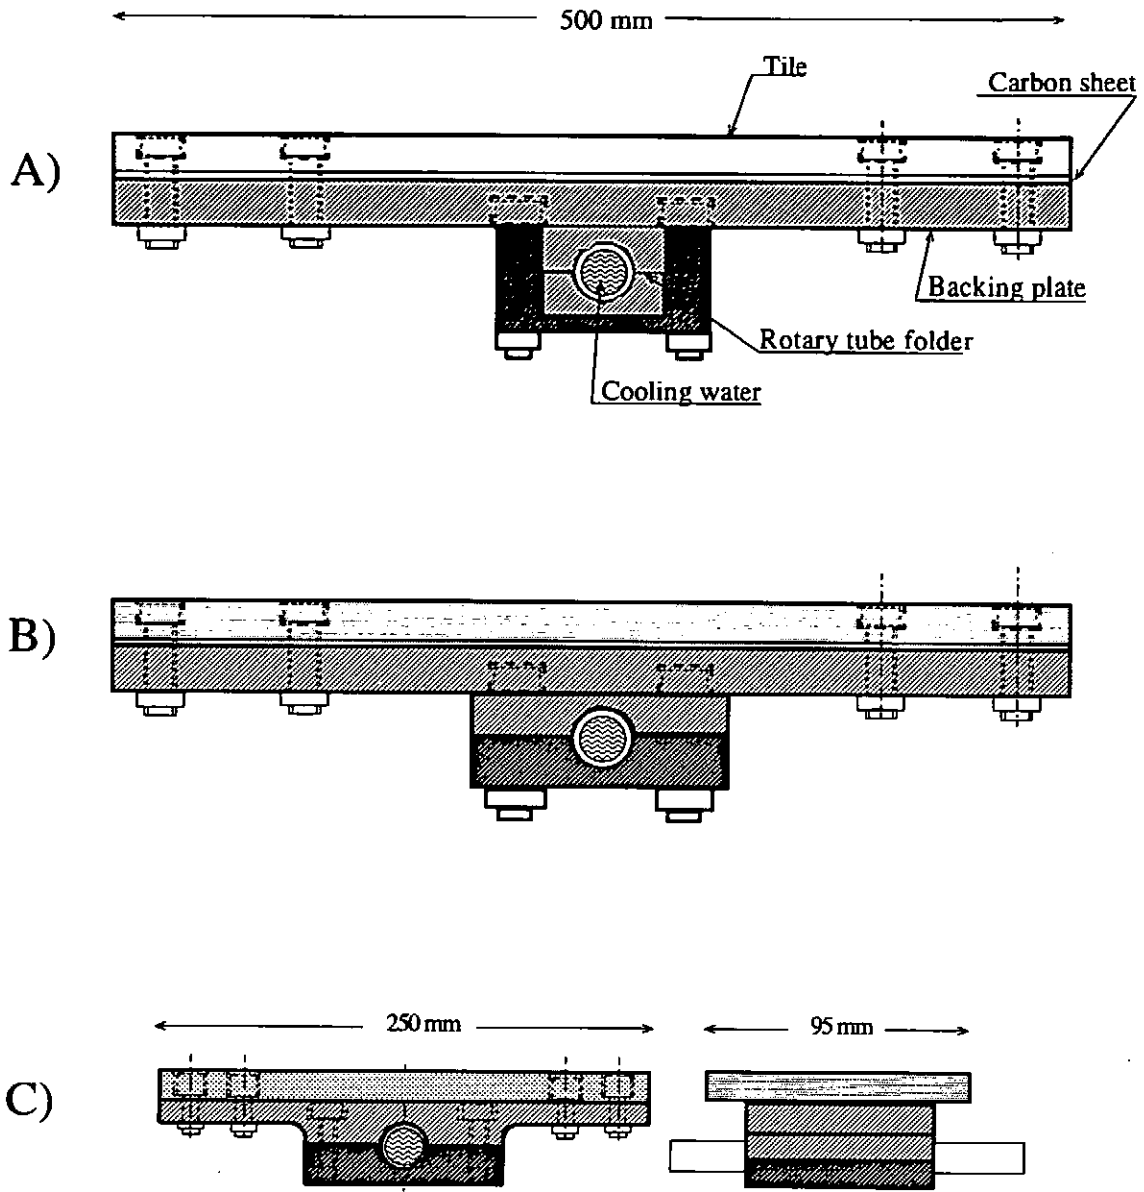 500 mm
Tile
Carbon sheet
A)
Backing plate
Rotary tube folder
Cooling water
B)
250 mm
95 mm
C)